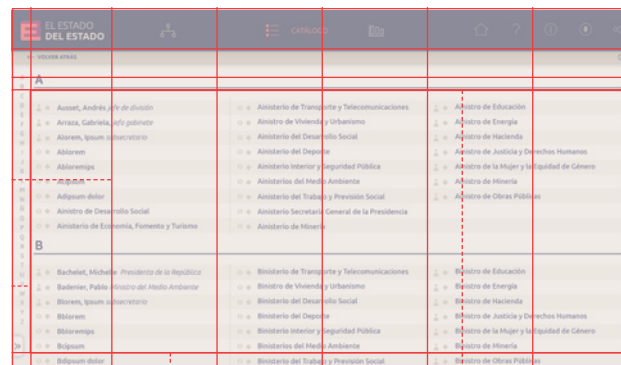 EL ESTADO
DEL ESTADO
CATÁLOGO
VOLVER ATRÁS
A
Ausset, Andrés jefe de división
Arraza, Gabriela, jefo gabinete
Alorem, Ipsum subsecretario
Ablorem
Abloremips
Acipsum
Adipsum dolor
Ainistro de Desarrollo Social
Ainisterio de Economía, Fomento y Turismo
Ainisterio de Transporte y Telecomunicaciones
Ainistro de Vivienda y Urbanismo
Ainisterio del Desarrollo Social
Ainisterio del Deporte
Ainisterio Interior y Seguridad Pública
Ainisterios del Medio Ambiente
Ainisterio del Trabajo y Previsión Social
Ainisterio Secretaría General de la Presidencia
Ainisterio de Minería
Ainistro de Educación
Ainistro de Energía
Ainistro de Hacienda
Ainistro de Justicia y Derechos Humanos
Ainistro de la Mujer y la Equidad de Género
Ainistro de Minería
Ainistro de Obras Públicas
B
Bachelet, Michelle Presidenta de la República
Badenier, Pablo Ministro del Medio Ambiente
Blorem, Ipsum subsecretario
Bblorem
Bbloremips
Bcipsum
Bdipsum dolor
Binisterio de Transporte y Telecomunicaciones
Binistro de Vivienda y Urbanismo
Binisterio del Desarrollo Social
Binisterio del Deporte
Binisterio Interior y Seguridad Pública
Binisterios del Medio Ambiente
Binisterio del Trabajo y Previsión Social
Binistro de Educación
Binistro de Energía
Binistro de Hacienda
Binistro de Justicia y Derechos Humanos
Binistro de la Mujer y la Equidad de Género
Binistro de Minería
Binistro de Obras Públicas